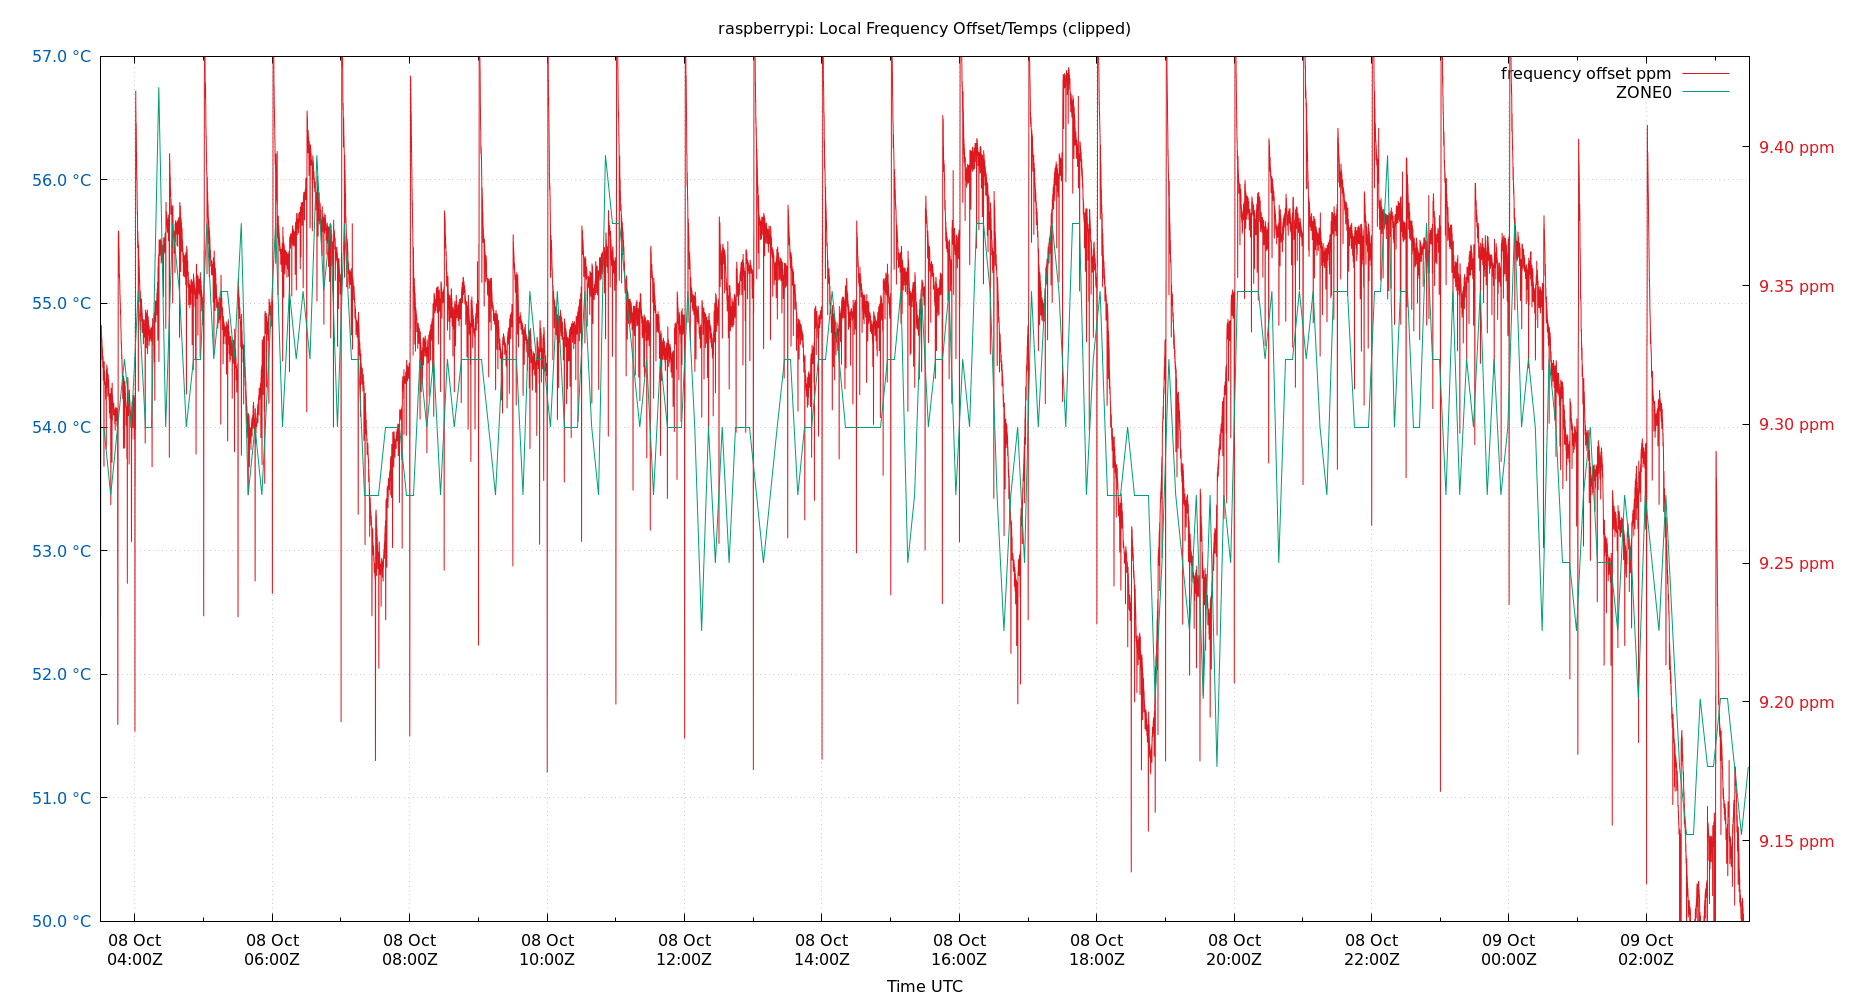 raspberrypi: Local Frequency Offset/Temps (clipped)
57.0 °C
56.0 °C
55.0 °C
54.0 °C
53.0 °C
52.0 °C
51.0 °C
50.0 °C
frequency offset ppm
ZONE0
9.40 ppm
9.35 ppm
9.30 ppm
9.25 ppm
9.20 ppm
9.15 ppm
08 Oct 08 Oct 08 Oct 08 Oct 08 Oct 08 Oct 08 Oct 08 Oct 08 Oct 08 Oct 09 Oct 09 Oct
04:00Z 06:00Z 08:00Z 10:00Z 12:00Z 14:00Z 16:00Z 18:00Z 20:00Z 22:00Z 00:00Z 02:00Z
Time UTC